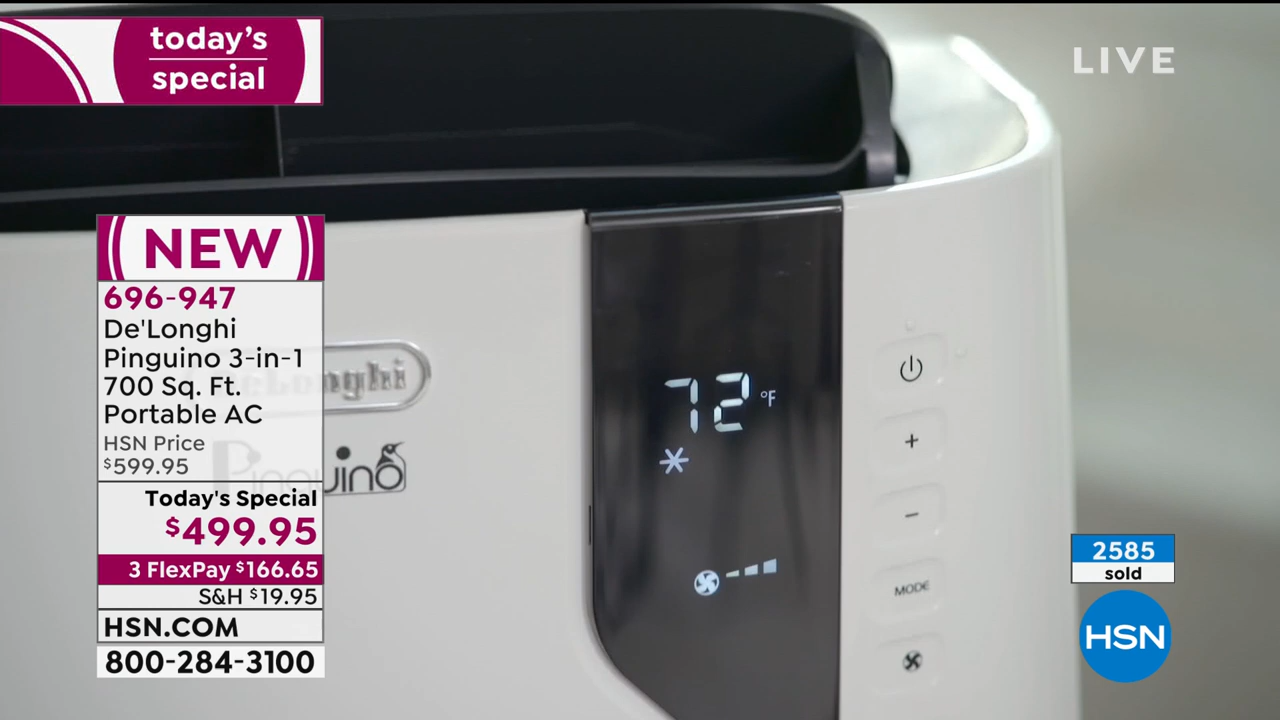 today's
special
LIVE
NEW
696-947
De'Longhi
Pinguino 3-in-1
700 Sq. Ft.
Portable AC
HSN Price
$599.95
Today's Special
$499.95
3 FlexPay $166.65
S&H $19.95
HSN.COM
800-284-3100
DeLonghi
Pinguino
72 °F
MODE
2585
sold
HSN